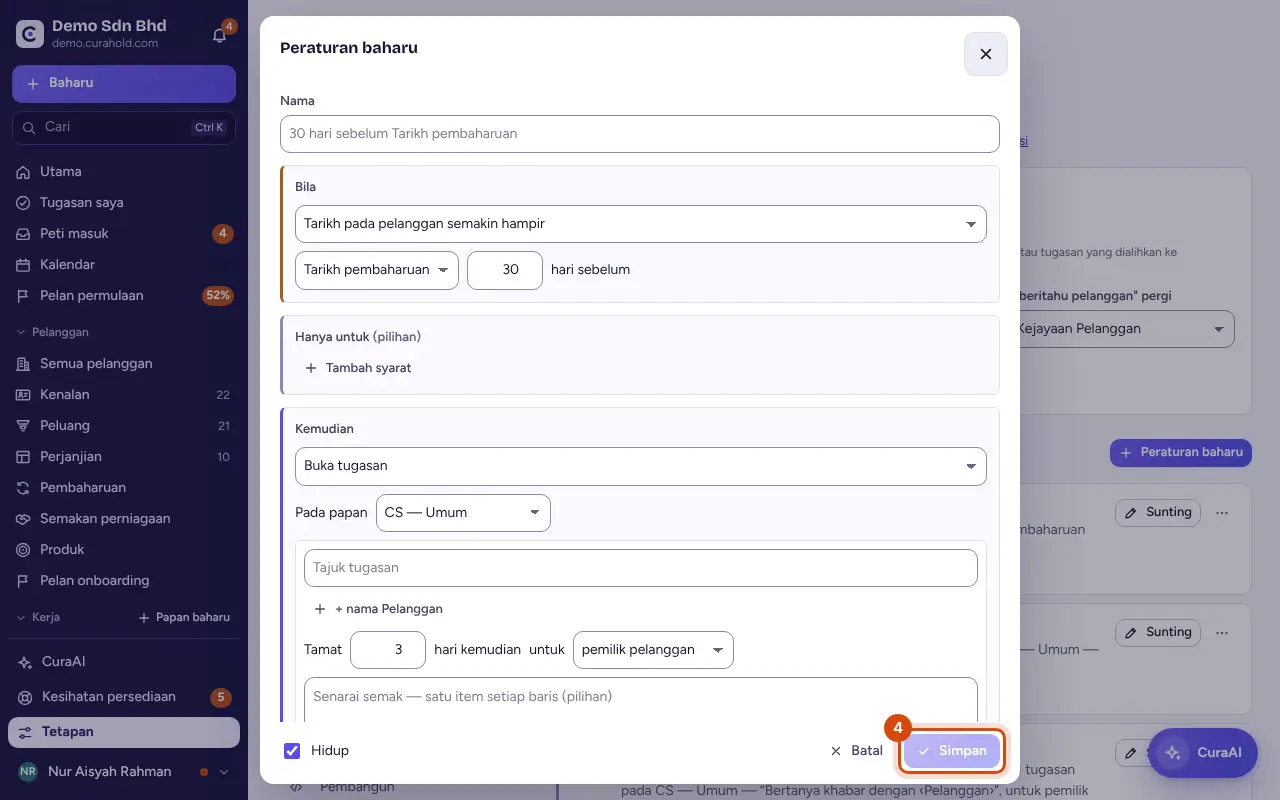 Demo Sdn Bhd
demo.curahold.com
4
Baharu
Cari
Ctrl K
Utama
Tugasan saya
Peti masuk
4
Kalendar
Pelan permulaan
52%
Pelanggan
Semua pelanggan
Kenalan
22
Peluang
21
Perjanjian
10
Pembaharuan
Semakan perniagaan
Produk
Pelan onboarding
Kerja
+ Papan baharu
CuraAI
Kesihatan persediaan
5
Tetapan
NR
Nur Aisyah Rahman
Peraturan baharu
Nama
30 hari sebelum Tarikh pembaharuan
Bila
Tarikh pada pelanggan semakin hampir
Tarikh pembaharuan
30
hari sebelum
Hanya untuk (pilihan)
+ Tambah syarat
Kemudian
Buka tugasan
Pada papan
CS — Umum
Tajuk tugasan
+ + nama Pelanggan
Tamat
3
hari kemudian
untuk
pemilik pelanggan
Senarai semak — satu item setiap baris (pilihan)
Hidup
Batal
4
Simpan
si
tau tugasan yang dialihkan ke
beritahu pelanggan" pergi
Kejayaan Pelanggan
+ Peraturan baharu
Sunting
mbaharuan
Sunting
— Umum —
CuraAI
tugasan
pada CS — Umum — “Bertanya khabar dengan ‹Pelanggan›”, untuk pemilik
Pembangun